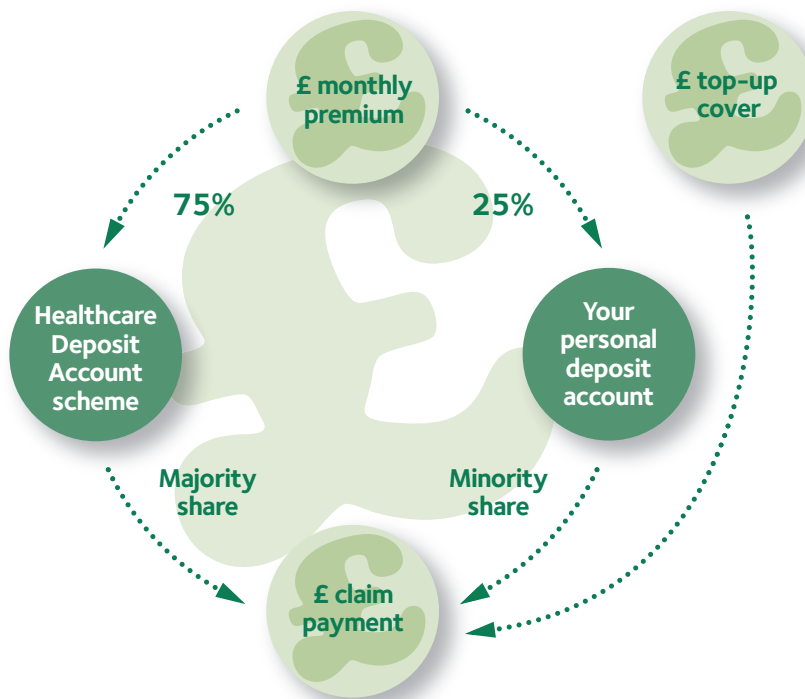 £ monthly
premium
£ top-up
cover
75%
25%
Healthcare
Deposit
Account
scheme
Your
personal
deposit
account
Majority
share
Minority
share
£ claim
payment